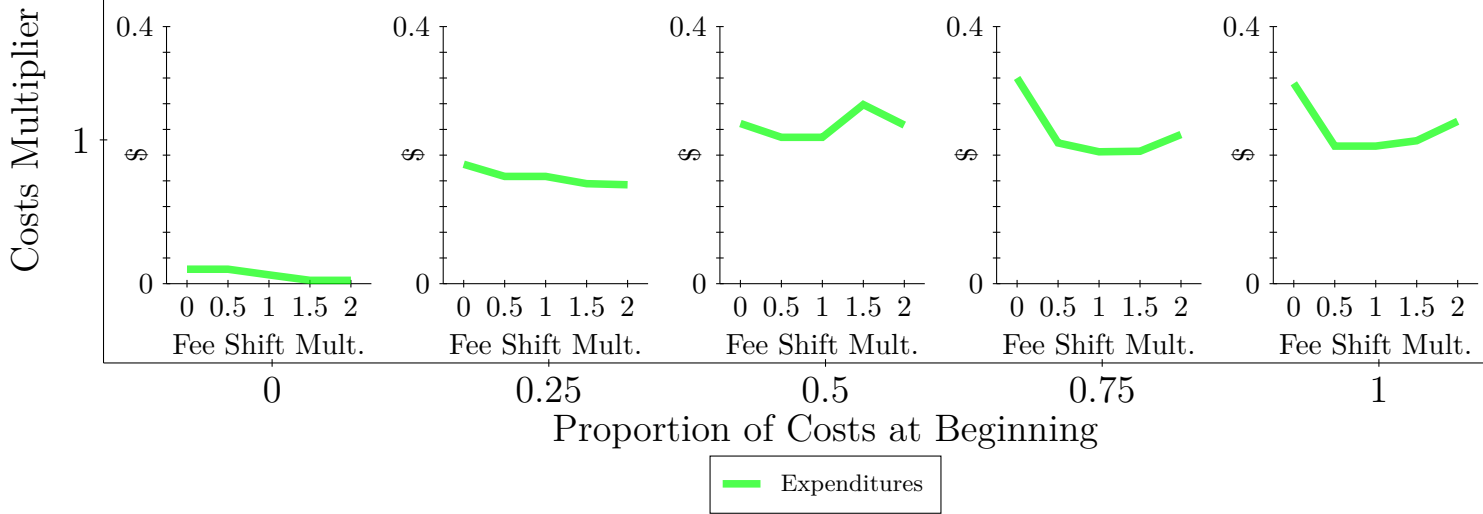 Costs Multiplier
1
0.4 0.4 0.4 0.4 0.4
$ $ $ $ $
0 0 0 0 0
0 0.5 1 1.5 2 0 0.5 1 1.5 2 0 0.5 1 1.5 2 0 0.5 1 1.5 2 0 0.5 1 1.5 2
Fee Shift Mult. Fee Shift Mult. Fee Shift Mult. Fee Shift Mult. Fee Shift Mult.
0 0.25 0.5 0.75 1
Proportion of Costs at Beginning
Expenditures